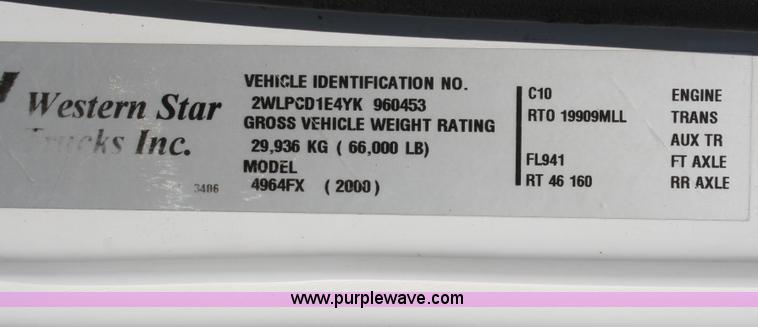 Western Star
Trucks Inc.
3406
VEHICLE IDENTIFICATION NO.
2WLPCD1E4YK 960453
GROSS VEHICLE WEIGHT RATING
29,936 KG ( 66,000 LB)
MODEL
4964FX ( 2000)
C10 ENGINE
RTO 19909MLL TRANS
AUX TR
FL941 FT AXLE
RT 46 160 RR AXLE
www.purplewave.com